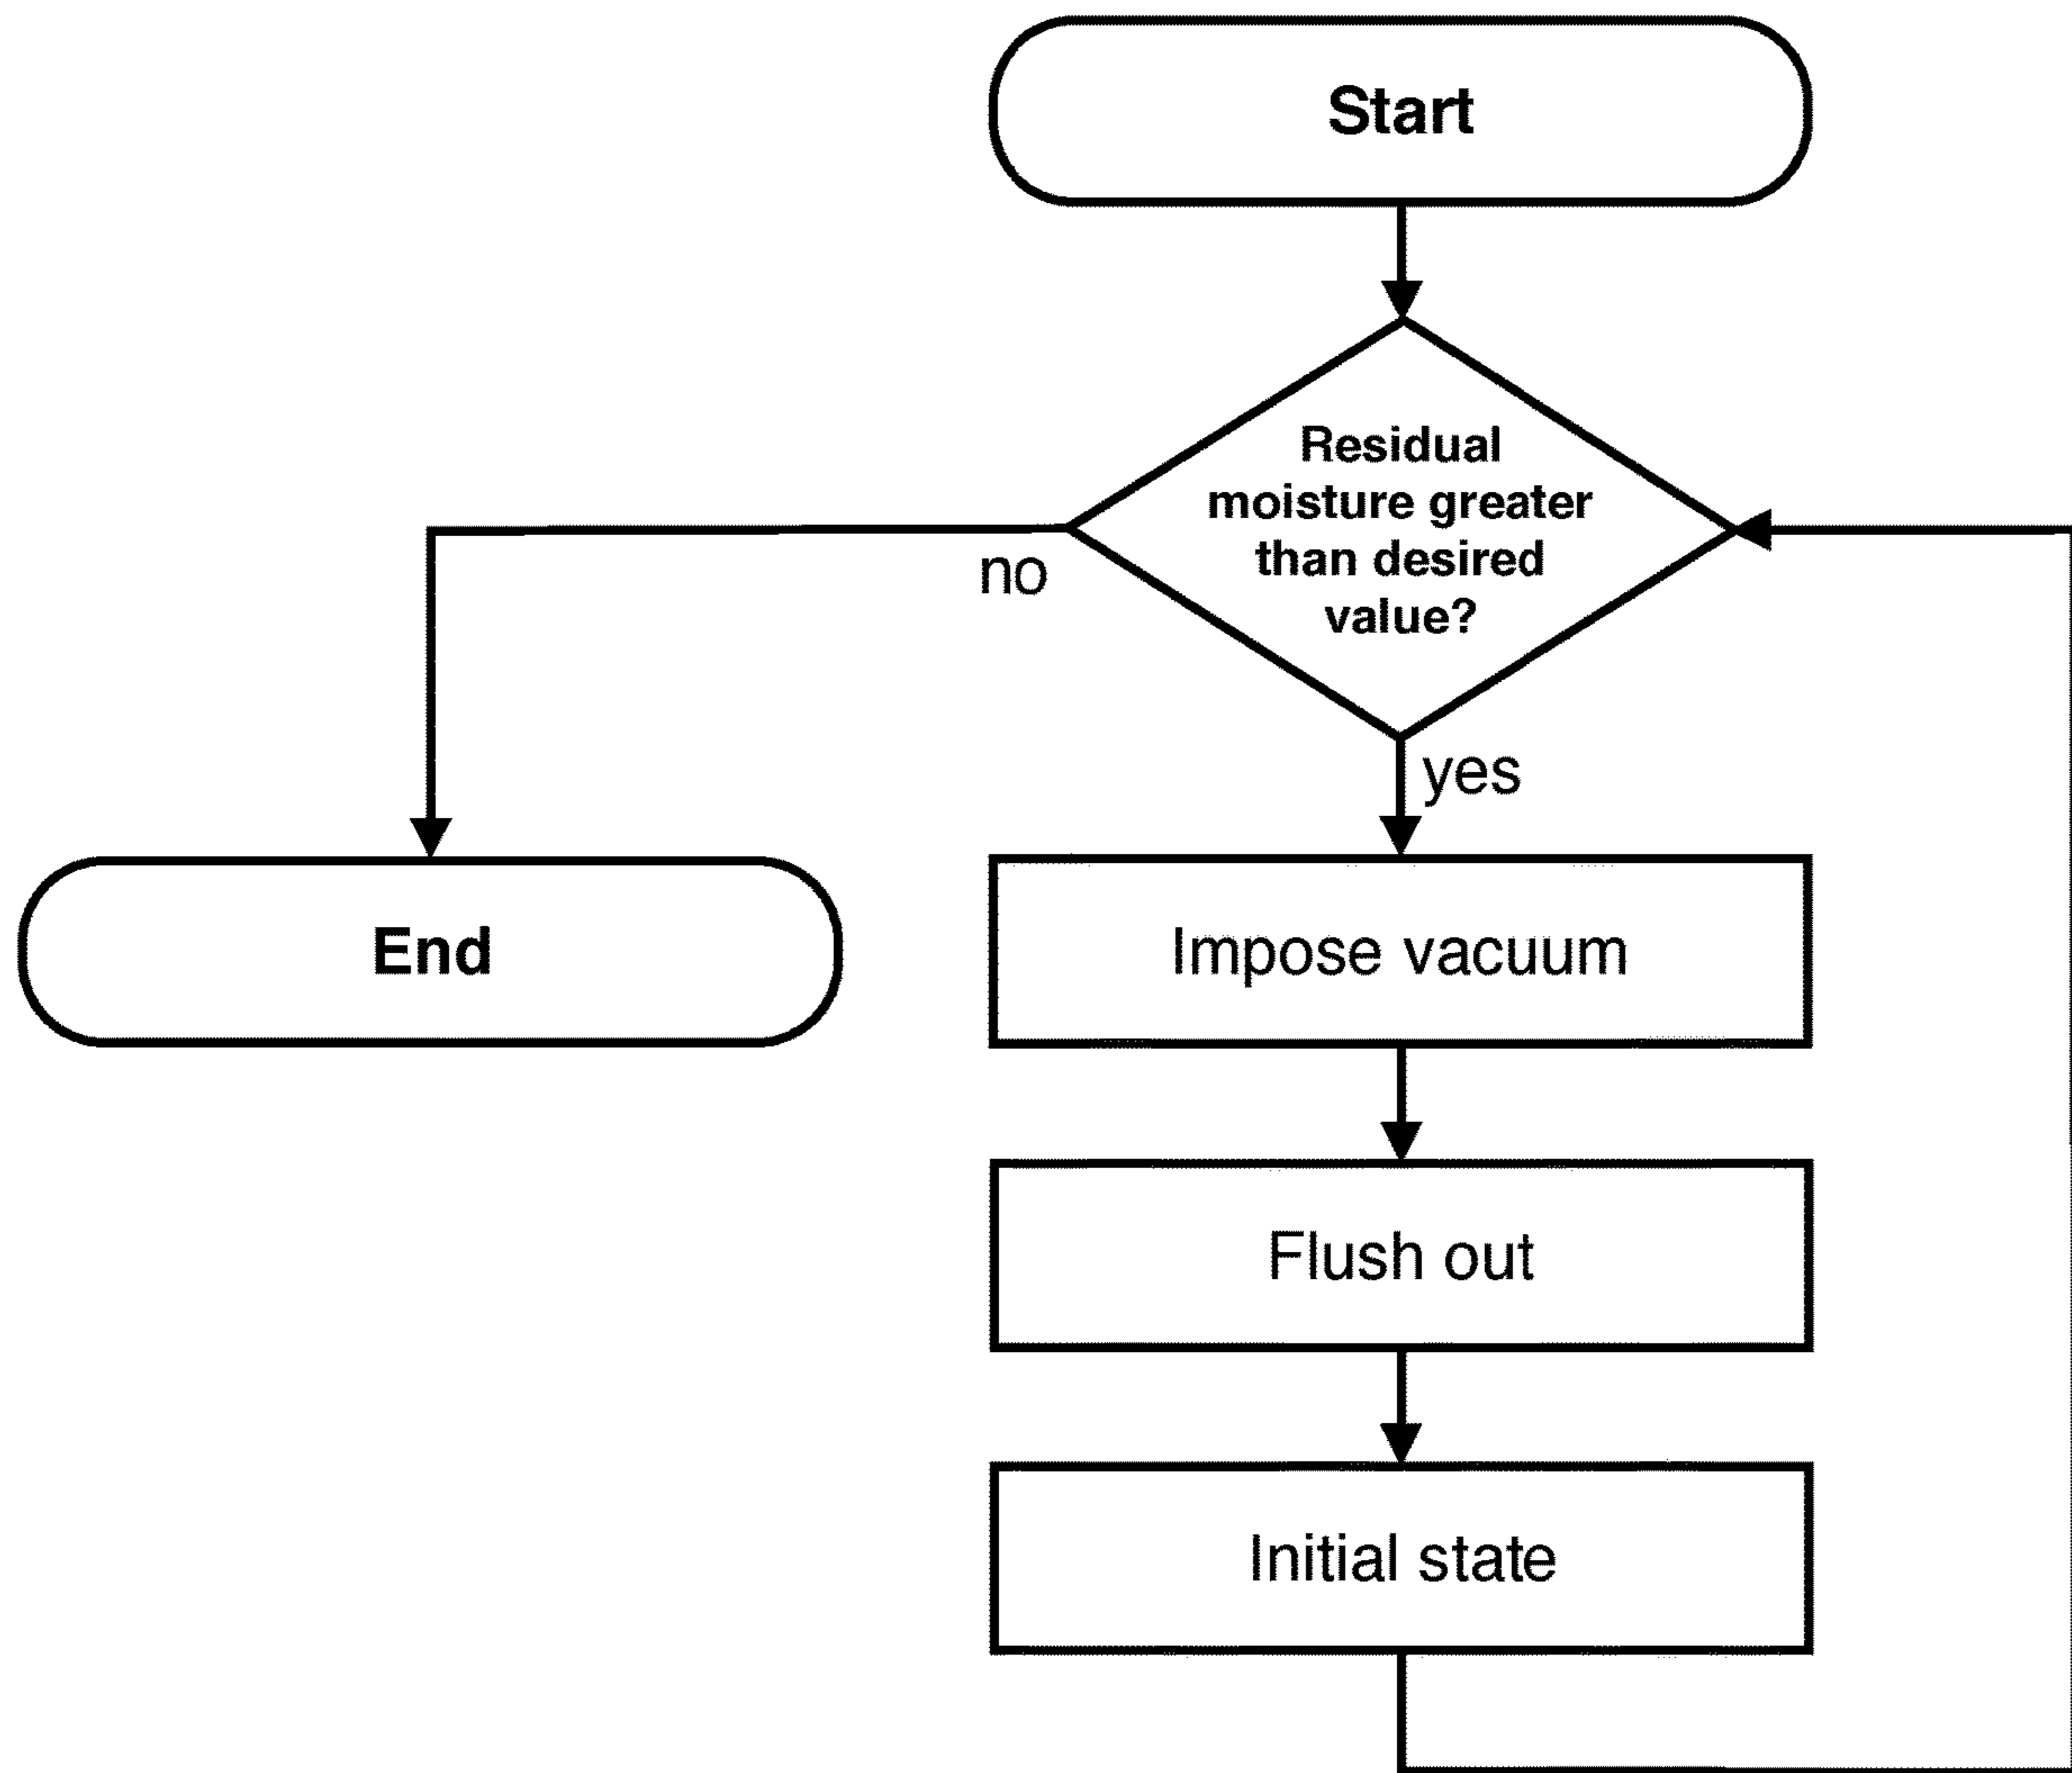 Start
Residual
moisture greater
than desired
value?
no
yes
End
Impose vacuum
Flush out
Initial state